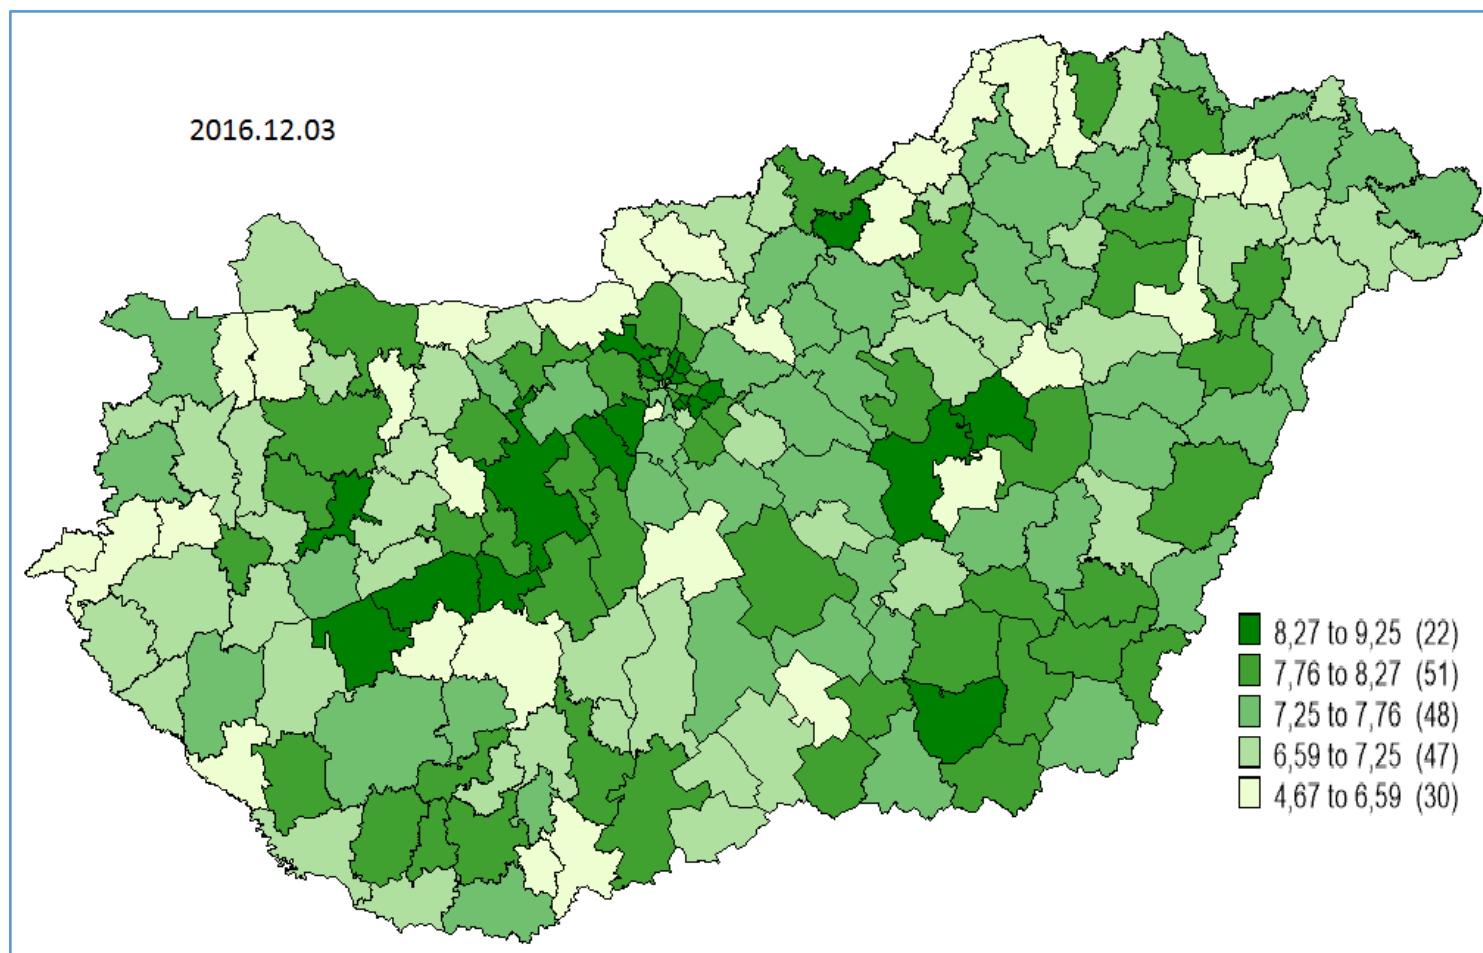 2016.12.03
8,27 to 9,25 (22)
7,76 to 8,27 (51)
7,25 to 7,76 (48)
6,59 to 7,25 (47)
4,67 to 6,59 (30)